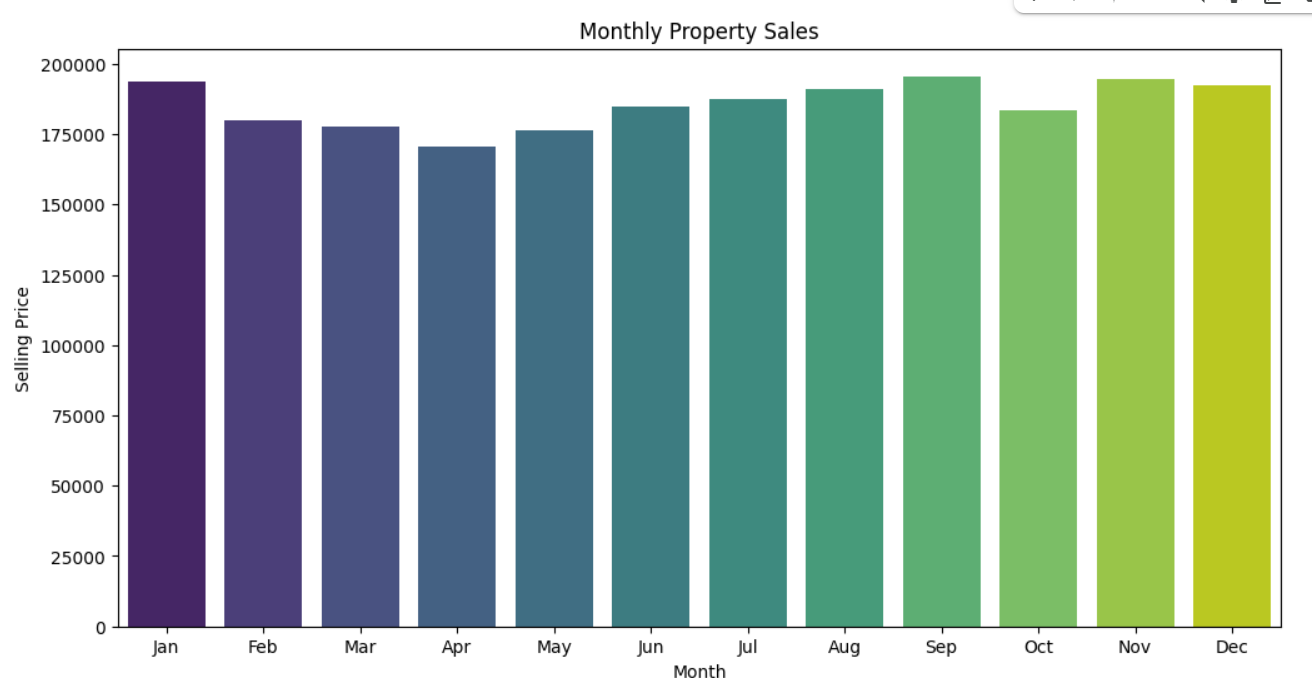 Monthly Property Sales
200000
175000
150000
125000
100000
75000
50000
25000
0
Selling Price
Jan Feb Mar Apr May Jun Jul Aug Sep Oct Nov Dec
Month